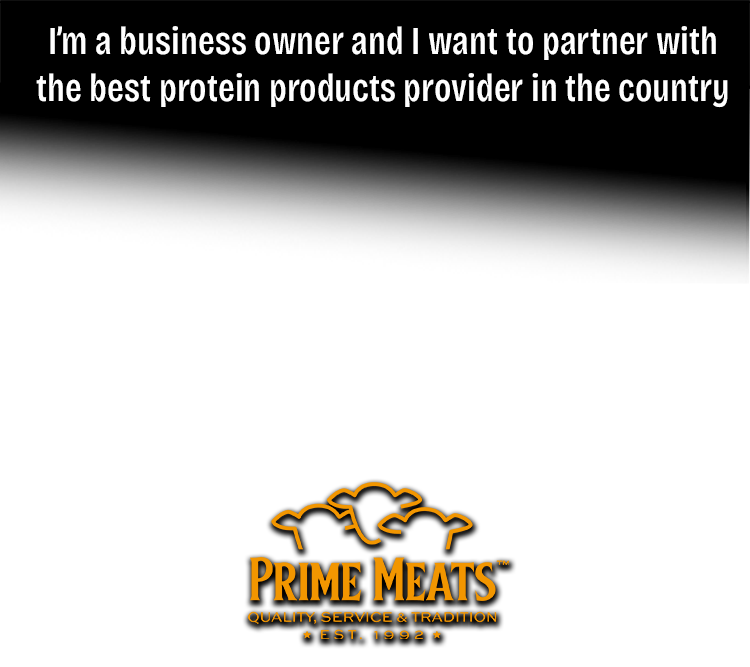 I'm a business owner and I want to partner with
the best protein products provider in the country
PRIME MEATS™
QUALITY, SERVICE & TRADITION
★ EST. 1992 ★